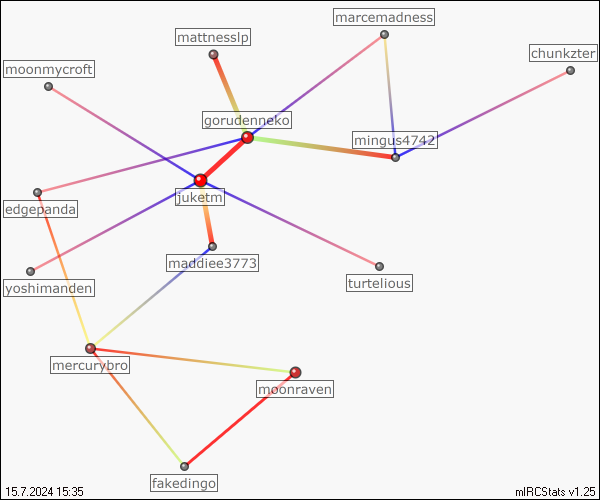 marcemadness
mattnesslp
chunkzter
moonmycroft
gorudenneko
mingus4742
juketm
edgepanda
maddiee3773
turtelious
yoshimanden
mercurybro
moonraven
fakedingo
15.7.2024 15:35
mIRCStats v1.25